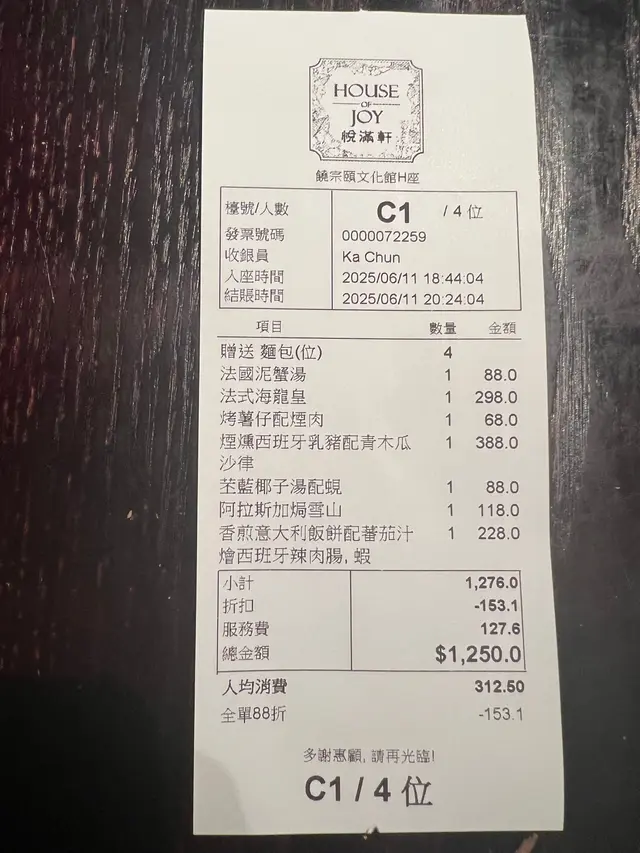 HOUSE
OF
JOY
悅滿軒
饒宗頤文化館H座
檯號/人數 C1 / 4 位
發票號碼 0000072259
收銀員 Ka Chun
入座時間 2025/06/11 18:44:04
結賬時間 2025/06/11 20:24:04
項目 數量 金額
贈送 麵包(位) 4
法國泥蟹湯 1 88.0
法式海龍皇 1 298.0
烤薯仔配煙肉 1 68.0
煙燻西班牙乳豬配青木瓜 1 388.0
沙律
芏藍椰子湯配蜆 1 88.0
阿拉斯加焗雪山 1 118.0
香煎意大利飯餅配蕃茄汁 1 228.0
燴西班牙辣肉腸, 蝦
小計 1,276.0
折扣 -153.1
服務費 127.6
總金額 $1,250.0
人均消費 312.50
全單88折 -153.1
多謝惠顧, 請再光臨!
C1 / 4 位